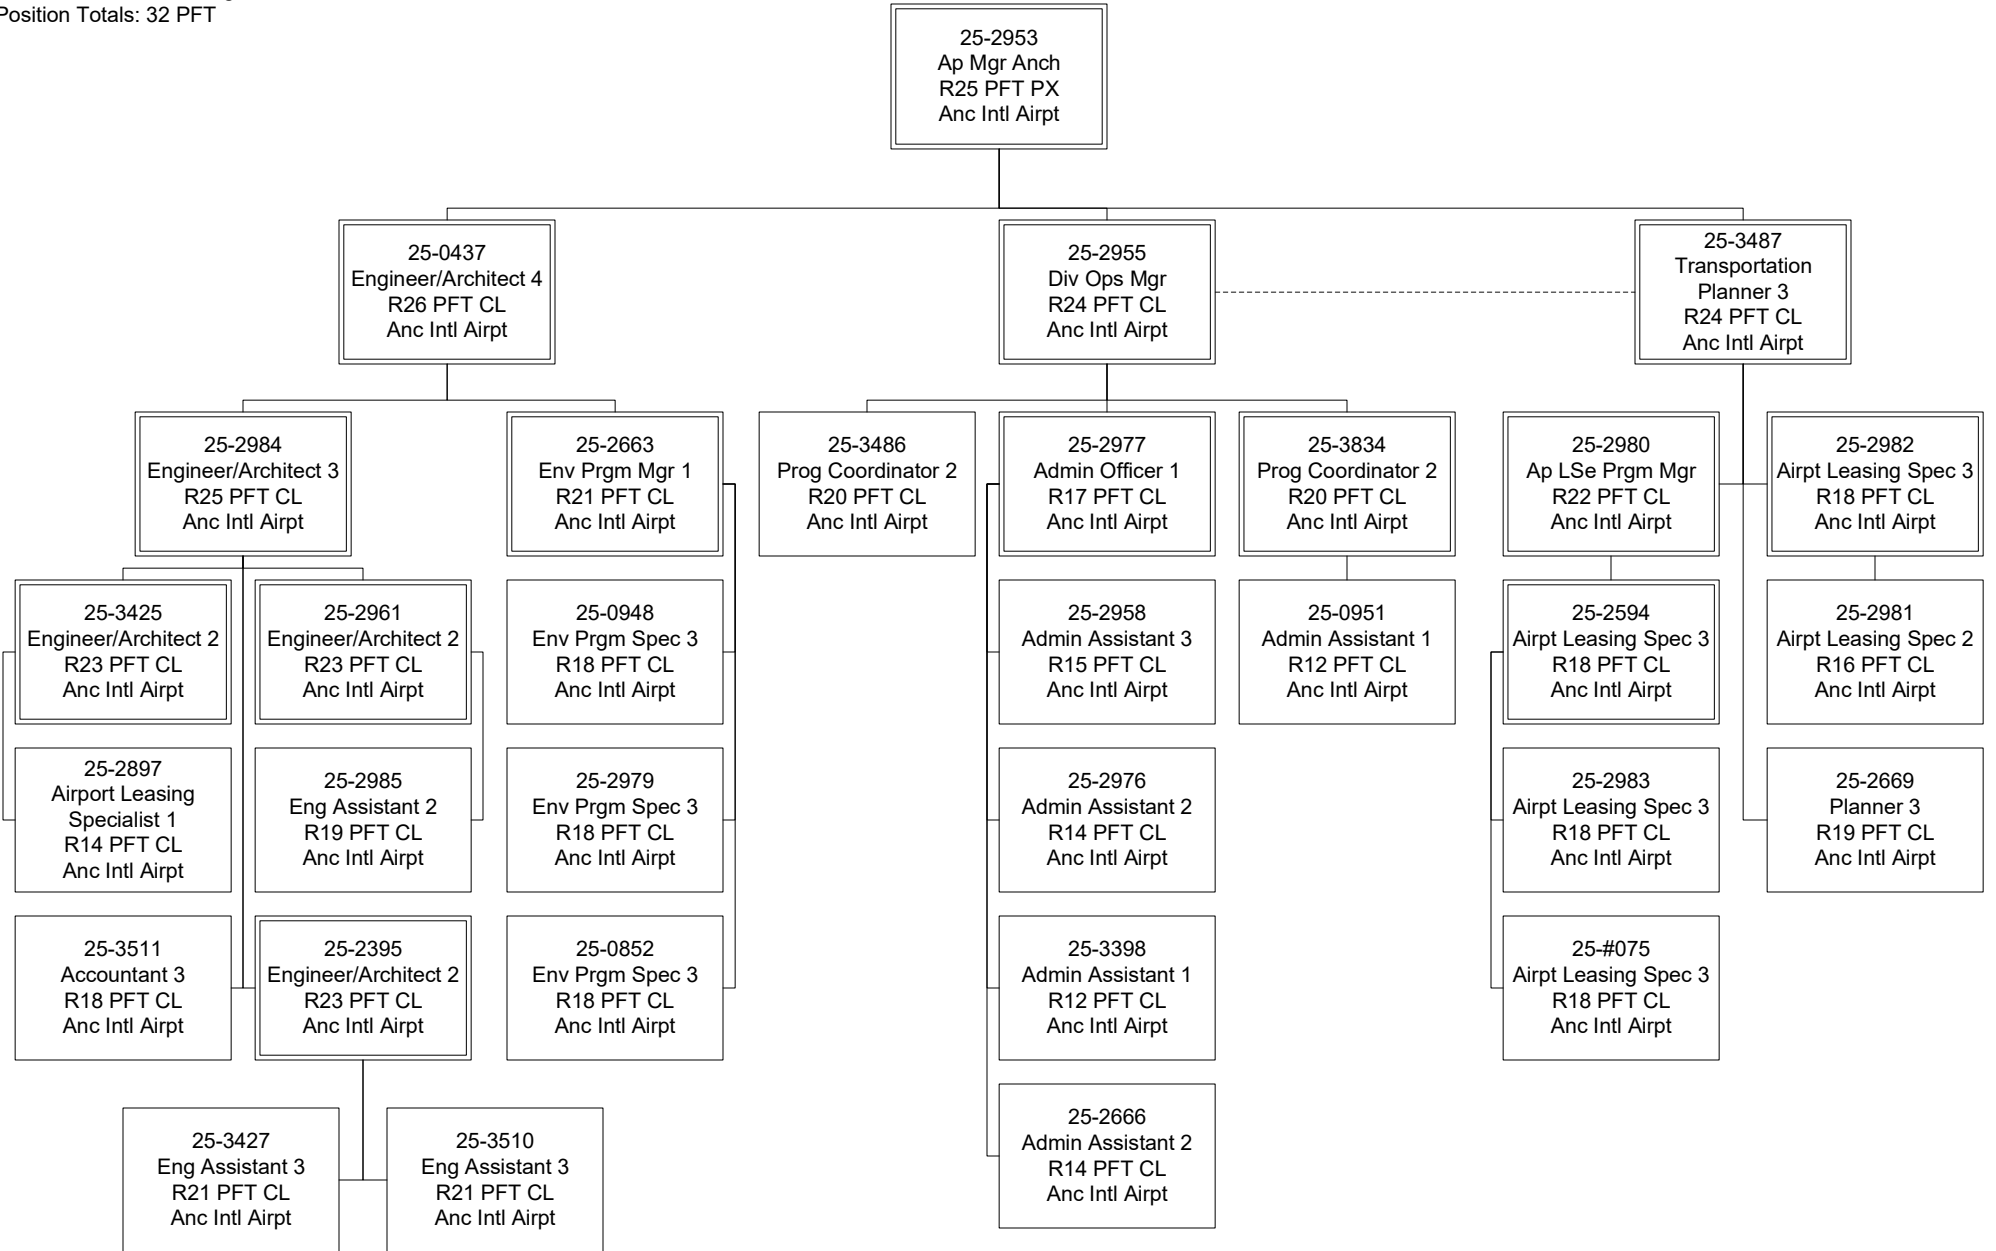 Position Totals: 32 PFT
25-2953
Ap Mgr Anch
R25 PFT PX
Anc Intl Airpt
25-0437
Engineer/Architect 4
R26 PFT CL
Anc Intl Airpt
25-2955
Div Ops Mgr
R24 PFT CL
Anc Intl Airpt
25-3487
Transportation
Planner 3
R24 PFT CL
Anc Intl Airpt
25-2984
Engineer/Architect 3
R25 PFT CL
Anc Intl Airpt
25-2663
Env Prgm Mgr 1
R21 PFT CL
Anc Intl Airpt
25-3486
Prog Coordinator 2
R20 PFT CL
Anc Intl Airpt
25-2977
Admin Officer 1
R17 PFT CL
Anc Intl Airpt
25-3834
Prog Coordinator 2
R20 PFT CL
Anc Intl Airpt
25-2980
Ap LSe Prgm Mgr
R22 PFT CL
Anc Intl Airpt
25-2982
Airpt Leasing Spec 3
R18 PFT CL
Anc Intl Airpt
25-3425
Engineer/Architect 2
R23 PFT CL
Anc Intl Airpt
25-2961
Engineer/Architect 2
R23 PFT CL
Anc Intl Airpt
25-0948
Env Prgm Spec 3
R18 PFT CL
Anc Intl Airpt
25-2958
Admin Assistant 3
R15 PFT CL
Anc Intl Airpt
25-0951
Admin Assistant 1
R12 PFT CL
Anc Intl Airpt
25-2594
Airpt Leasing Spec 3
R18 PFT CL
Anc Intl Airpt
25-2981
Airpt Leasing Spec 2
R16 PFT CL
Anc Intl Airpt
25-2897
Airport Leasing
Specialist 1
R14 PFT CL
Anc Intl Airpt
25-2985
Eng Assistant 2
R19 PFT CL
Anc Intl Airpt
25-2979
Env Prgm Spec 3
R18 PFT CL
Anc Intl Airpt
25-2976
Admin Assistant 2
R14 PFT CL
Anc Intl Airpt
25-2983
Airpt Leasing Spec 3
R18 PFT CL
Anc Intl Airpt
25-2669
Planner 3
R19 PFT CL
Anc Intl Airpt
25-3511
Accountant 3
R18 PFT CL
Anc Intl Airpt
25-2395
Engineer/Architect 2
R23 PFT CL
Anc Intl Airpt
25-0852
Env Prgm Spec 3
R18 PFT CL
Anc Intl Airpt
25-3398
Admin Assistant 1
R12 PFT CL
Anc Intl Airpt
25-#075
Airpt Leasing Spec 3
R18 PFT CL
Anc Intl Airpt
25-3427
Eng Assistant 3
R21 PFT CL
Anc Intl Airpt
25-3510
Eng Assistant 3
R21 PFT CL
Anc Intl Airpt
25-2666
Admin Assistant 2
R14 PFT CL
Anc Intl Airpt